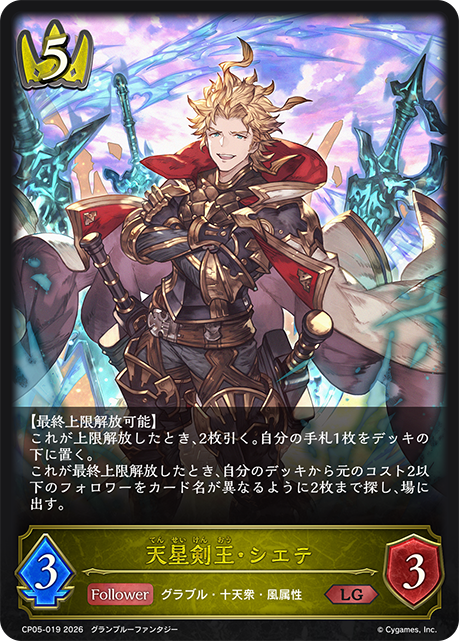 5
【最終上限解放可能】
これが上限解放したとき、2枚引く。自分の手札1枚をデッキの
下に置く。
これが最終上限解放したとき、自分のデッキから元のコスト2以
下のフォロワーをカード名が異なるように2枚まで探し、場に
出す。
てん せい けん おう
天星剣王・シエテ
3
Follower グラブル・十天衆・風属性 LG
3
CP05-019 2026 グランブルーファンタジー
© Cygames, Inc.